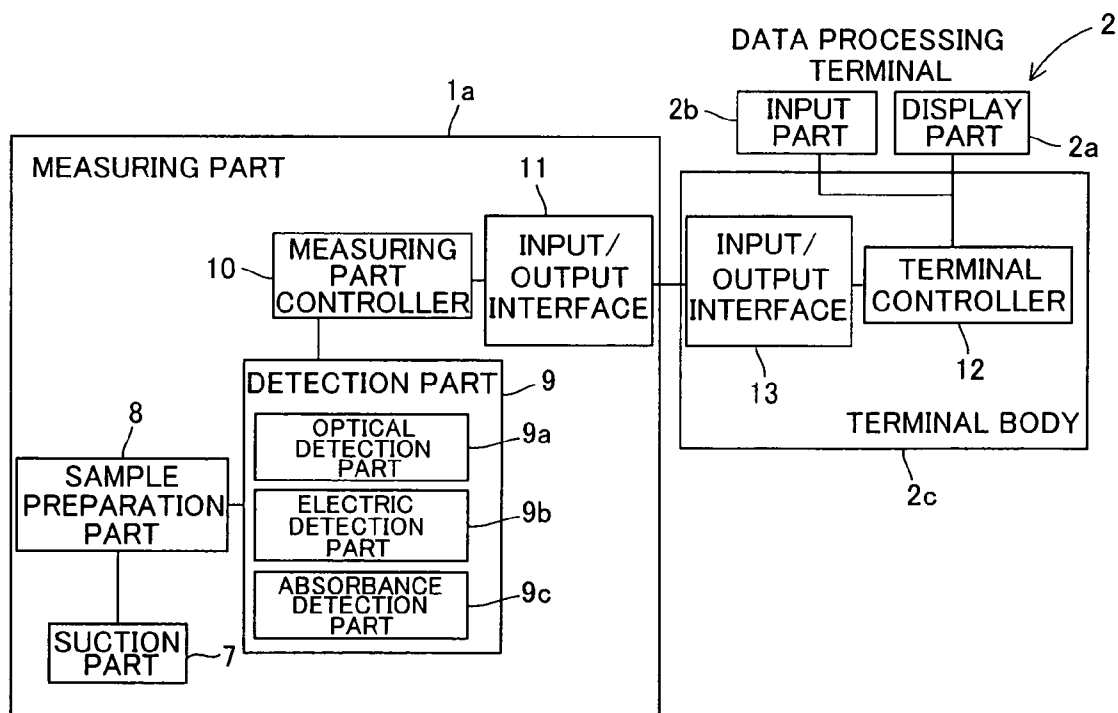 2
DATA PROCESSING
TERMINAL
1a
2b
INPUT
PART
DISPLAY
PART
2a
MEASURING PART
11
10
MEASURING
PART
CONTROLLER
INPUT/
OUTPUT
INTERFACE
INPUT/
OUTPUT
INTERFACE
TERMINAL
CONTROLLER
13
12
TERMINAL BODY
2c
DETECTION PART
9
OPTICAL
DETECTION
PART
9a
ELECTRIC
DETECTION
PART
9b
ABSORBANCE
DETECTION
PART
9c
8
SAMPLE
PREPARATION
PART
SUCTION
PART
7